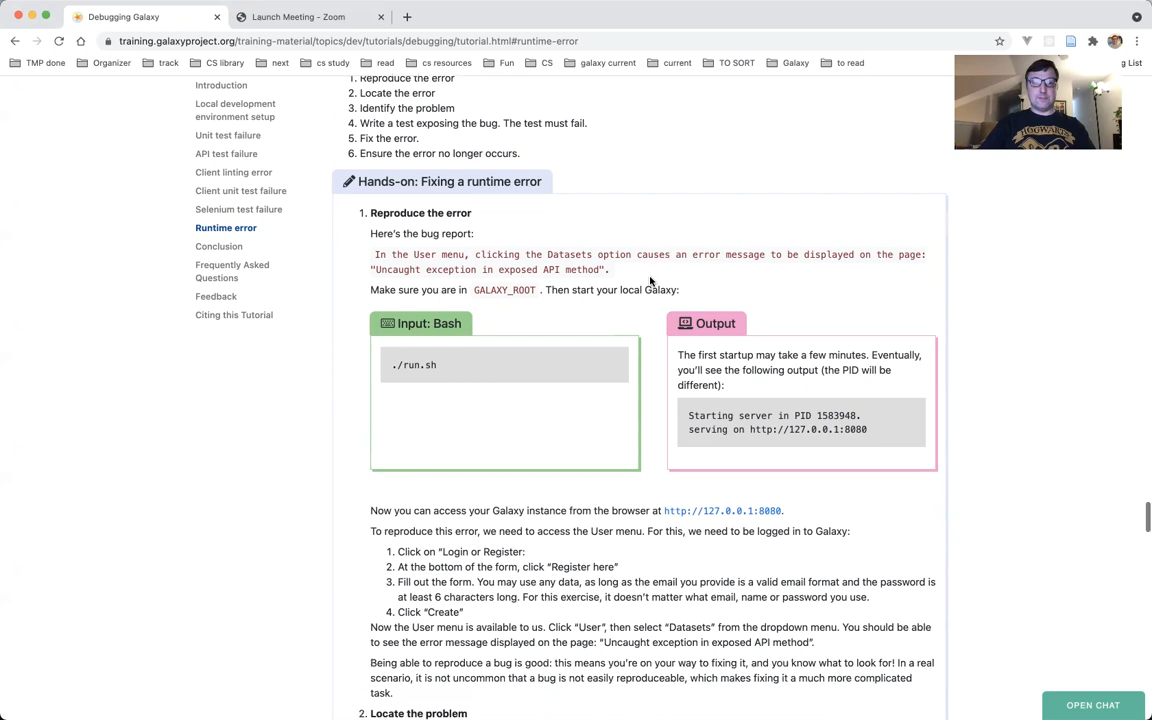 Debugging Galaxy
Launch Meeting - Zoom
training.galaxyproject.org/training-material/topics/dev/tutorials/debugging/tutorial.html#runtime-error
TMP done
Organizer
track
CS library
next
cs study
read
cs resources
Fun
CS
galaxy current
current
TO SORT
Galaxy
to read
ng List
HOGWARTS
Introduction
Local development
environment setup
Unit test failure
API test failure
Client linting error
Client unit test failure
Selenium test failure
Runtime error
Conclusion
Frequently Asked
Questions
Feedback
Citing this Tutorial
1. Reproduce the error
2. Locate the error
3. Identify the problem
4. Write a test exposing the bug. The test must fail.
5. Fix the error.
6. Ensure the error no longer occurs.
Hands-on: Fixing a runtime error
1. Reproduce the error
Here's the bug report:
In the User menu, clicking the Datasets option causes an error message to be displayed on the page:
"Uncaught exception in exposed API method".
Make sure you are in GALAXY_ROOT . Then start your local Galaxy:
Input: Bash
./run.sh
Output
The first startup may take a few minutes. Eventually,
you'll see the following output (the PID will be
different):
Starting server in PID 1583948.
serving on http://127.0.0.1:8080
Now you can access your Galaxy instance from the browser at http://127.0.0.1:8080.
To reproduce this error, we need to access the User menu. For this, we need to be logged in to Galaxy:
1. Click on “Login or Register:
2. At the bottom of the form, click “Register here”
3. Fill out the form. You may use any data, as long as the email you provide is a valid email format and the password is
at least 6 characters long. For this exercise, it doesn't matter what email, name or password you use.
4. Click “Create”
Now the User menu is available to us. Click “User”, then select “Datasets” from the dropdown menu. You should be able
to see the error message displayed on the page: “Uncaught exception in exposed API method”.
Being able to reproduce a bug is good: this means you're on your way to fixing it, and you know what to look for! In a real
scenario, it is not uncommon that a bug is not easily reproduceable, which makes fixing it a much more complicated
task.
2. Locate the problem
OPEN CHAT